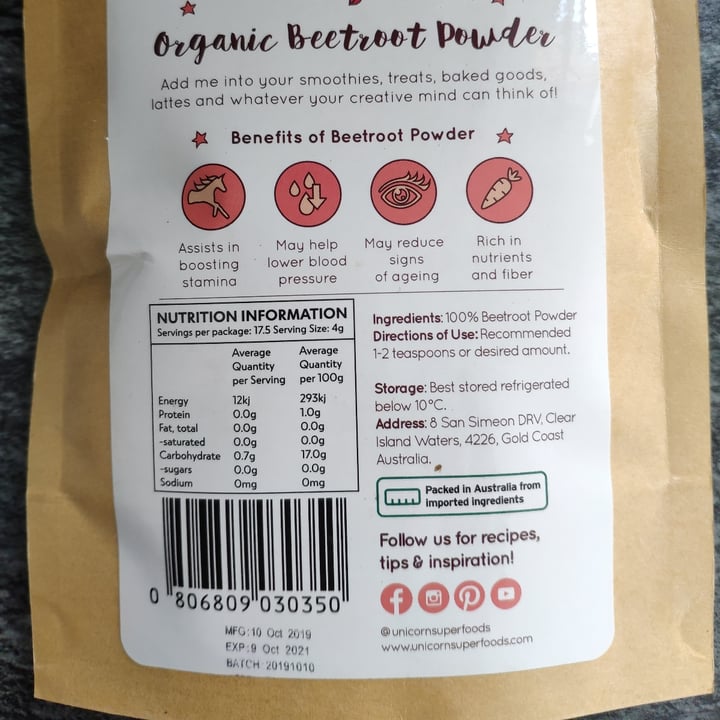 Organic Beetroot Powder
Add me into your smoothies, treats, baked goods,
lattes and whatever your creative mind can think of!
Benefits of Beetroot Powder
Assists in
boosting
stamina
May help
lower blood
pressure
May reduce
signs
of ageing
Rich in
nutrients
and fiber
NUTRITION INFORMATION
Servings per package: 17.5 Serving Size: 4g
Average Quantity per Serving Average Quantity per 100g
Energy 12kj 293kj
Protein 0.0g 1.0g
Fat, total 0.0g 0.0g
-saturated 0.0g 0.0g
Carbohydrate 0.7g 17.0g
-sugars 0.0g 0.0g
Sodium 0mg 0mg
Ingredients: 100% Beetroot Powder
Directions of Use: Recommended
1-2 teaspoons or desired amount.
Storage: Best stored refrigerated
below 10°C.
Address: 8 San Simeon DRV, Clear
Island Waters, 4226, Gold Coast
Australia.
Packed in Australia from
imported ingredients
Follow us for recipes,
tips & inspiration!
@unicornsuperfoods
www.unicornsuperfoods.com
0 806809 030350
MFG:10 Oct 2019
EXP:9 Oct 2021
BATCH 20191010